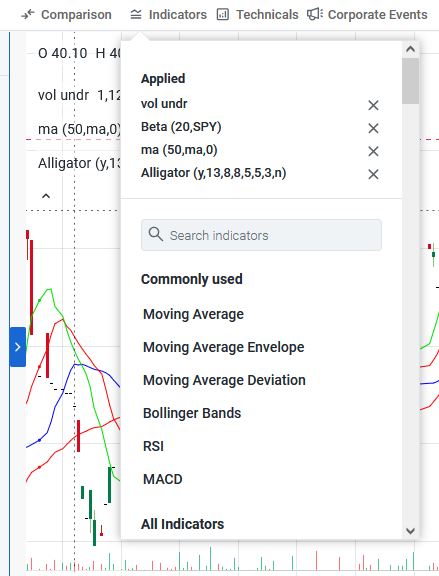 Comparison Indicators Technicals Corporate Events
O 40.10 H 40
vol undr 1,12
ma (50,ma,0)
Alligator (y,13
Applied
vol undr
Beta (20,SPY)
ma (50,ma,0)
Alligator (y,13,8,8,5,5,3,n)
Search indicators
Commonly used
Moving Average
Moving Average Envelope
Moving Average Deviation
Bollinger Bands
RSI
MACD
All Indicators